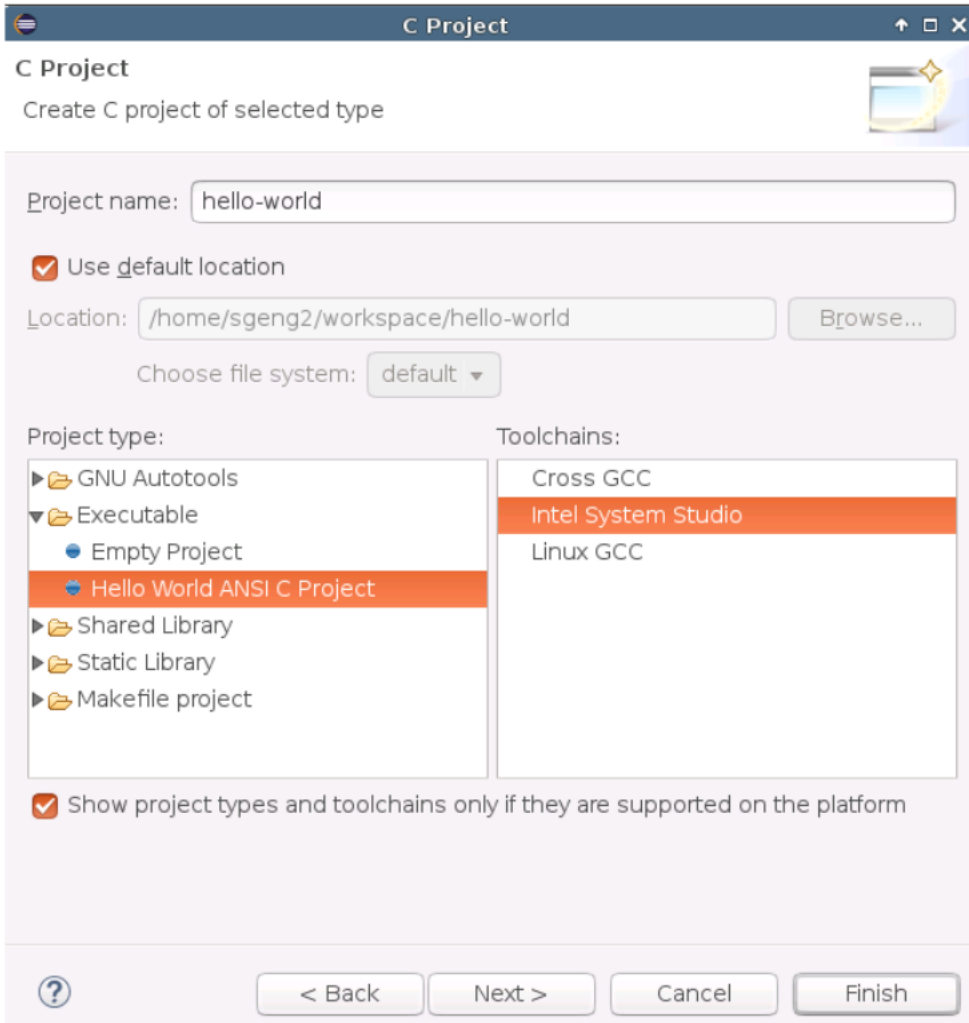 C Project
C Project
Create C project of selected type
Project name: hello-world
Use default location
Location: /home/sgeng2/workspace/hello-world Browse...
Choose file system: default
Project type: Toolchains:
GNU Autotools Cross GCC
Executable Intel System Studio
Empty Project Linux GCC
Hello World ANSI C Project
Shared Library
Static Library
Makefile project
Show project types and toolchains only if they are supported on the platform
? < Back Next > Cancel Finish